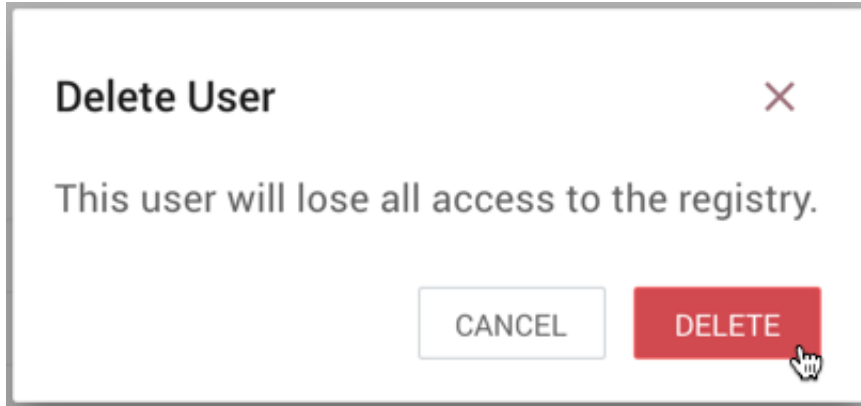 Delete User
This user will lose all access to the registry.
CANCEL DELETE